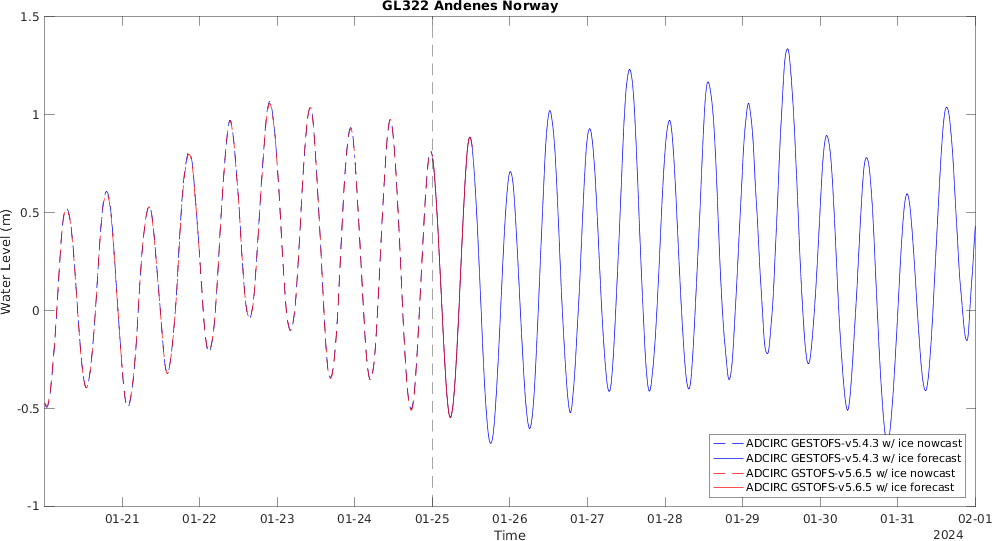 GL322 Andenes Norway
1.5
1
0.5
0
-0.5
-1
Water Level (m)
01-21 01-22 01-23 01-24 01-25 01-26 01-27 01-28 01-29 01-30 01-31 02-01
Time
2024
ADCIRC GESTOFS-v5.4.3 w/ ice nowcast
ADCIRC GESTOFS-v5.4.3 w/ ice forecast
ADCIRC GSTOFS-v5.6.5 w/ ice nowcast
ADCIRC GSTOFS-v5.6.5 w/ ice forecast